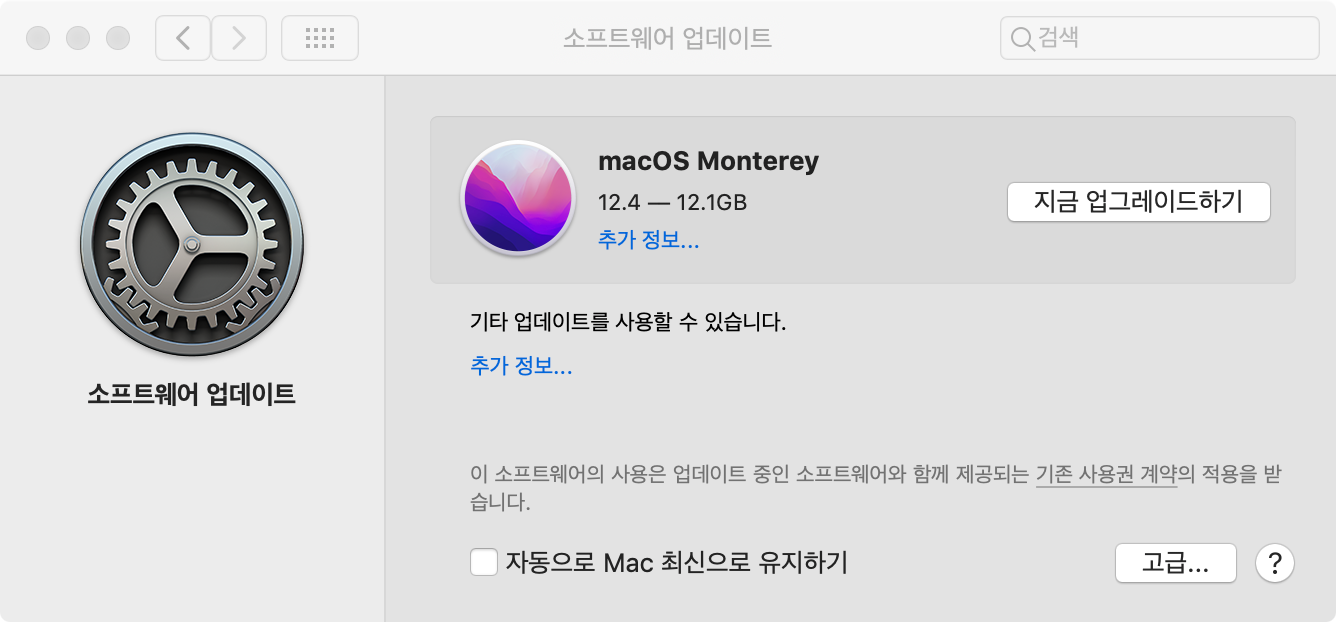 소프트웨어 업데이트
검색
소프트웨어 업데이트
macOS Monterey
12.4 — 12.1GB
추가 정보...
지금 업그레이드하기
기타 업데이트를 사용할 수 있습니다.
추가 정보...
이 소프트웨어의 사용은 업데이트 중인 소프트웨어와 함께 제공되는 기존 사용권 계약의 적용을 받
습니다.
자동으로 Mac 최신으로 유지하기
고급...
?